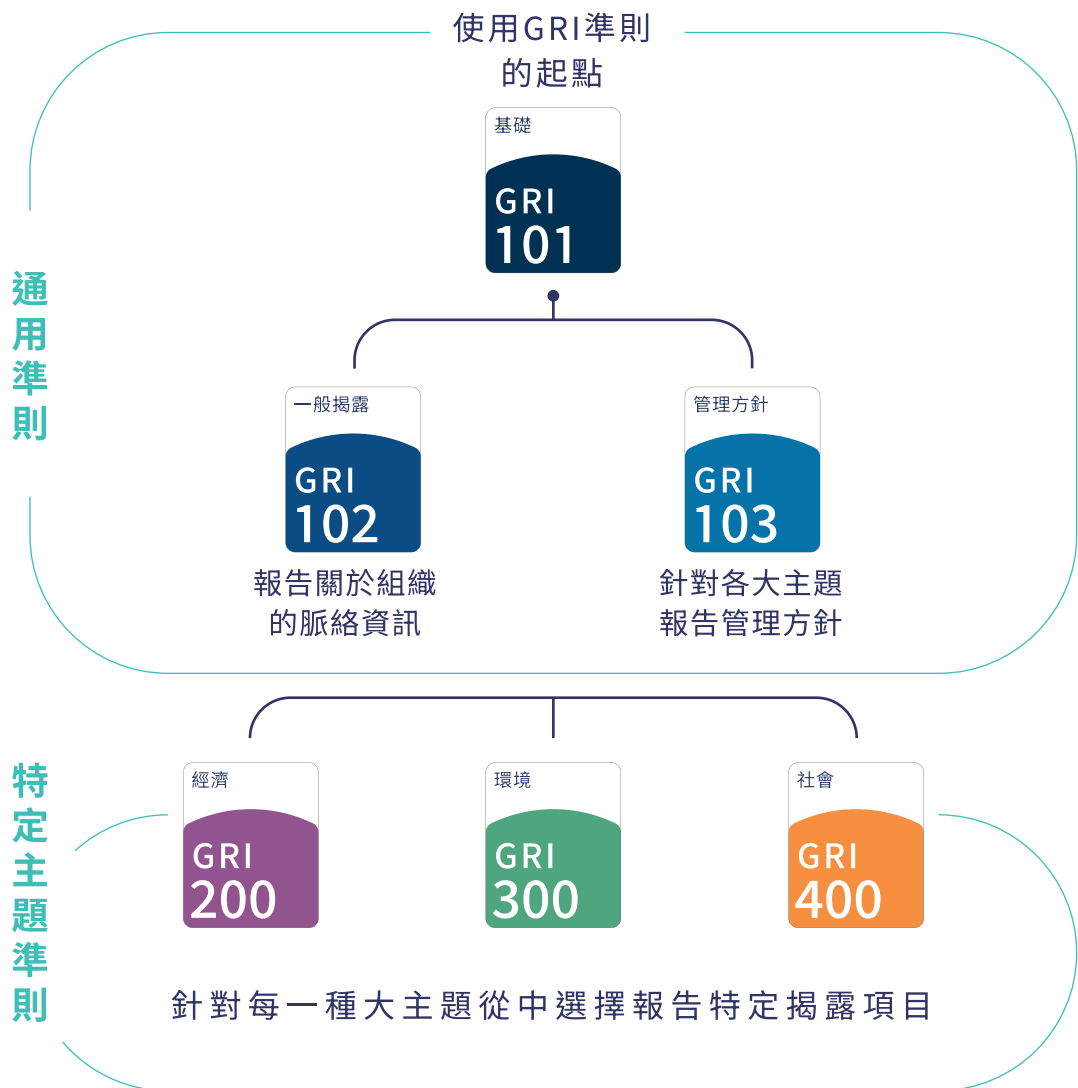 使用GRI準則
的起點
基礎
GRI
101
通用準則
一般揭露
GRI
102
管理方針
GRI
103
報告關於組織
的脈絡資訊
針對各大主題
報告管理方針
特定主題準則
經濟
GRI
200
環境
GRI
300
社會
GRI
400
針對每一種大主題從中選擇報告特定揭露項目